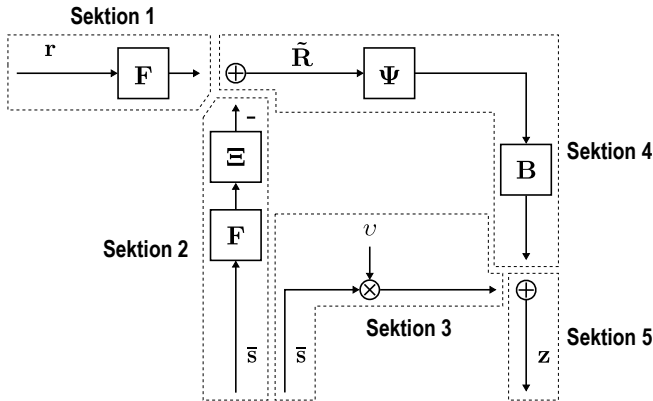 Sektion 1
r
F
R̃
Ψ
-
Ξ
B
Sektion 4
F
Sektion 2
υ
Sektion 3
s̄
s̄
Sektion 5
z